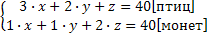 3 · x + 2 · y + z = 40⌊птиц⌋
1 · x + 1 · y + 2 · z = 40⌊монет⌋